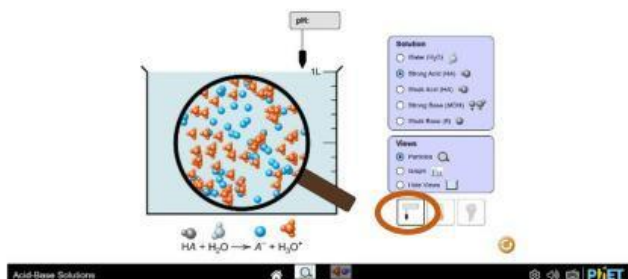 pH:
1L
Solution
Water (H₂O)
Strong Acid (HA)
Weak Acid (HA)
Strong Base (MOH)
Weak Base (B)
Views
Particles
Graph
Hide Views
HA + H₂O → A⁻ + H₃O⁺
Acid-Base Solutions
PhET